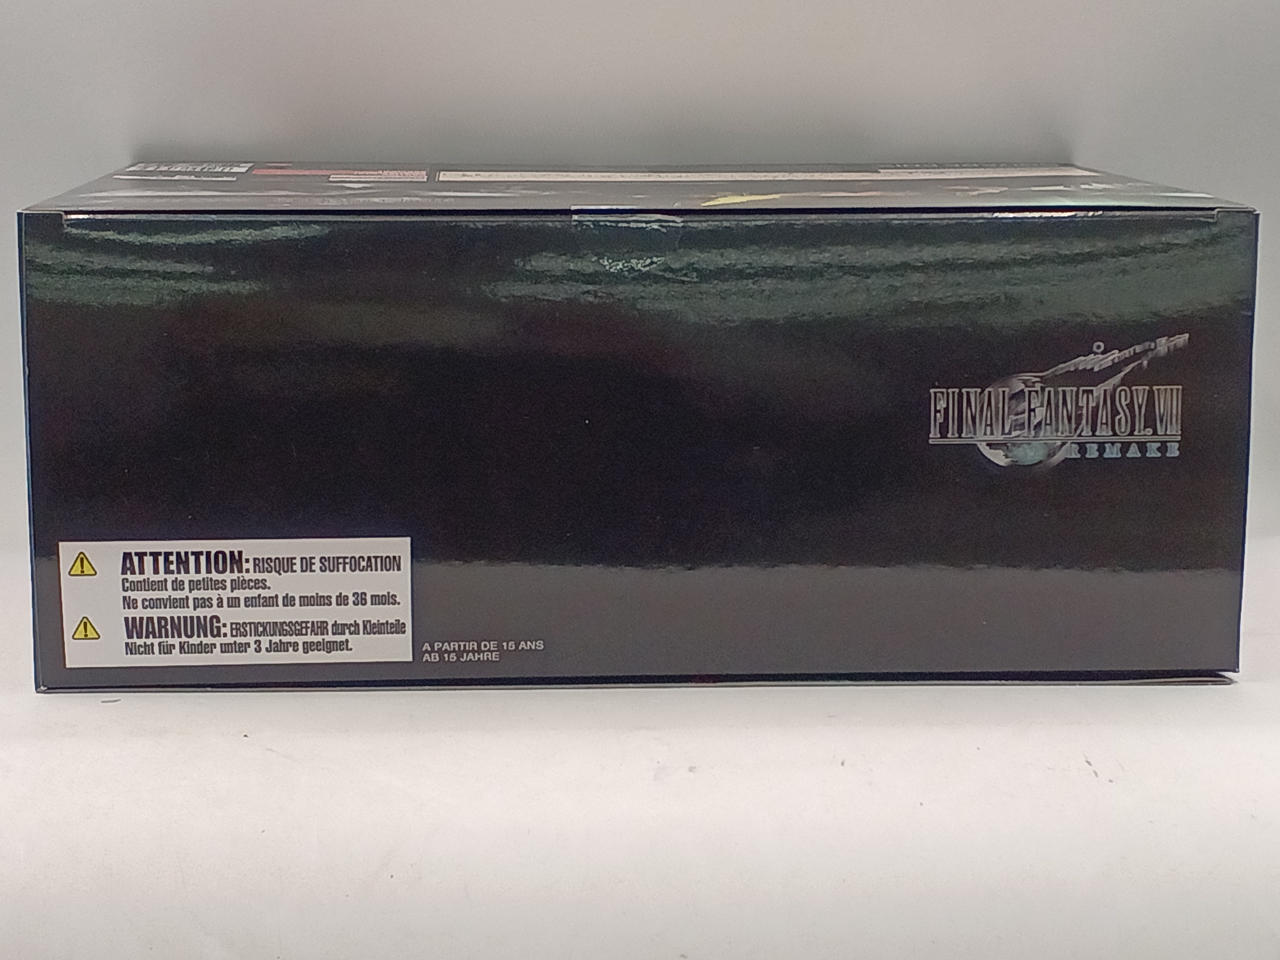 FINAL FANTASY VII
REMAKE
ATTENTION: RISQUE DE SUFFOCATION
Contient de petites pièces.
Ne convient pas à un enfant de moins de 36 mois.
WARNUNG: ERSTICKUNGSGEFAHR durch Kleinteile
Nicht für Kinder unter 3 Jahre geeignet.
A PARTIR DE 15 ANS
AB 15 JAHRE